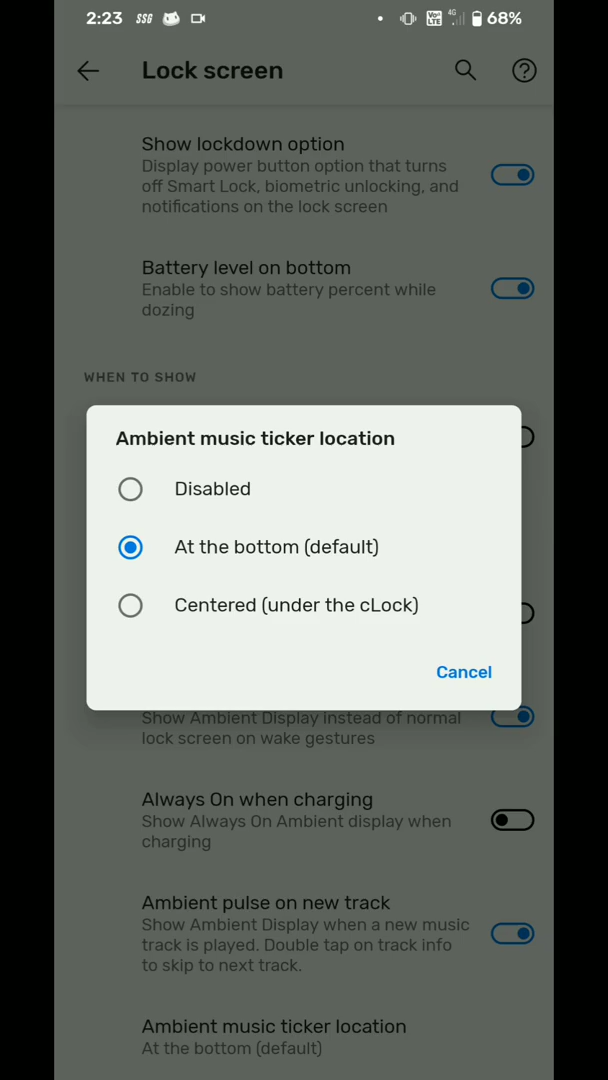 2:23 SSG 4G Vo LTE 68%
Lock screen
Show lockdown option
Display power button option that turns
off Smart Lock, biometric unlocking, and
notifications on the lock screen
Battery level on bottom
Enable to show battery percent while
dozing
WHEN TO SHOW
Ambient music ticker location
Disabled
At the bottom (default)
Centered (under the cLock)
Cancel
Show Ambient Display instead of normal
lock screen on wake gestures
Always On when charging
Show Always On Ambient display when
charging
Ambient pulse on new track
Show Ambient Display when a new music
track is played. Double tap on track info
to skip to next track.
Ambient music ticker location
At the bottom (default)